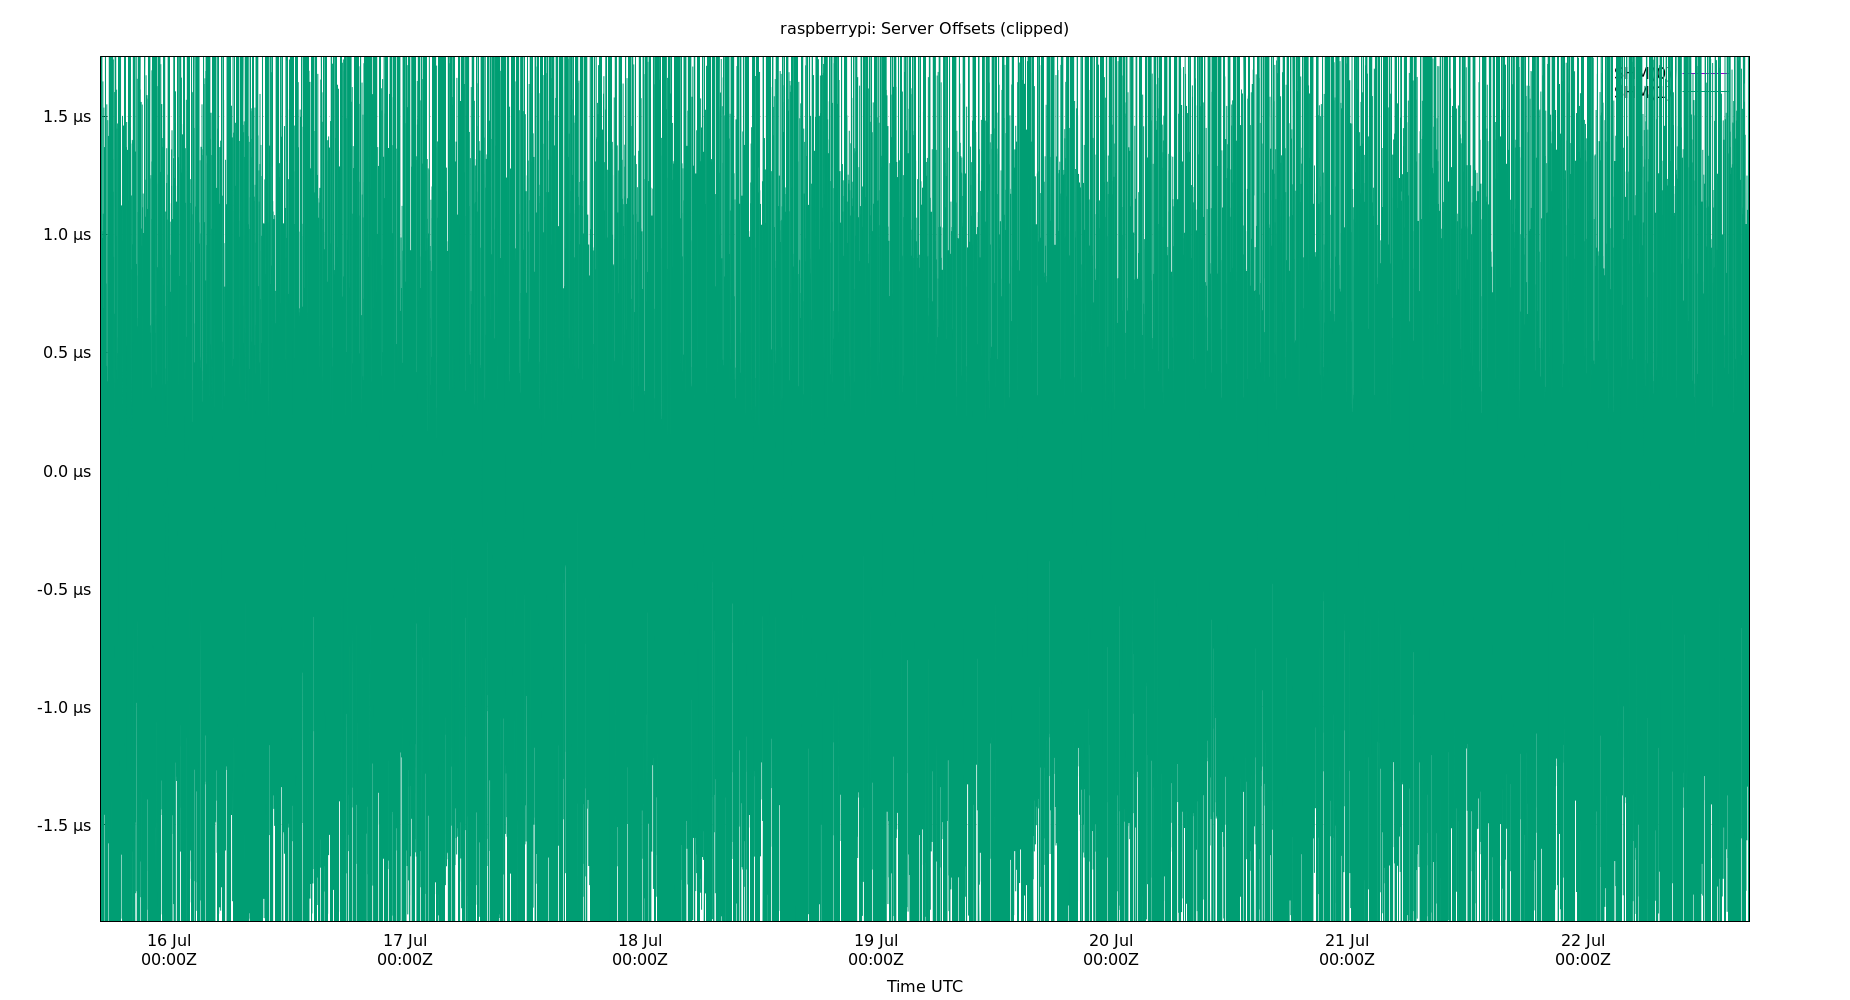 raspberrypi: Server Offsets (clipped)
1.5 µs
1.0 µs
0.5 µs
0.0 µs
-0.5 µs
-1.0 µs
-1.5 µs
16 Jul
00:00Z
17 Jul
00:00Z
18 Jul
00:00Z
19 Jul
00:00Z
20 Jul
00:00Z
21 Jul
00:00Z
22 Jul
00:00Z
Time UTC